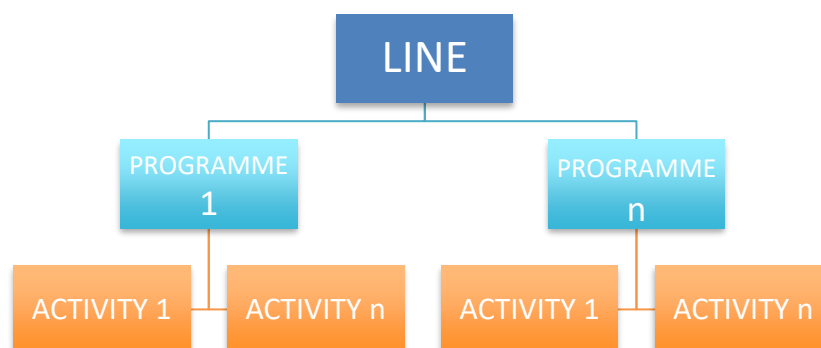 LINE
PROGRAMME
1
PROGRAMME
n
ACTIVITY 1
ACTIVITY n
ACTIVITY 1
ACTIVITY n